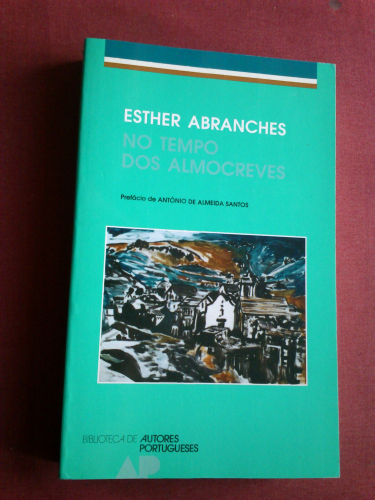 ESTHER ABRANCHES
NO TEMPO
DOS ALMOCREVES
Prefácio de ANTÓNIO DE ALMEIDA SANTOS
BIBLIOTECA DE AUTORES
PORTUGUESES
AP